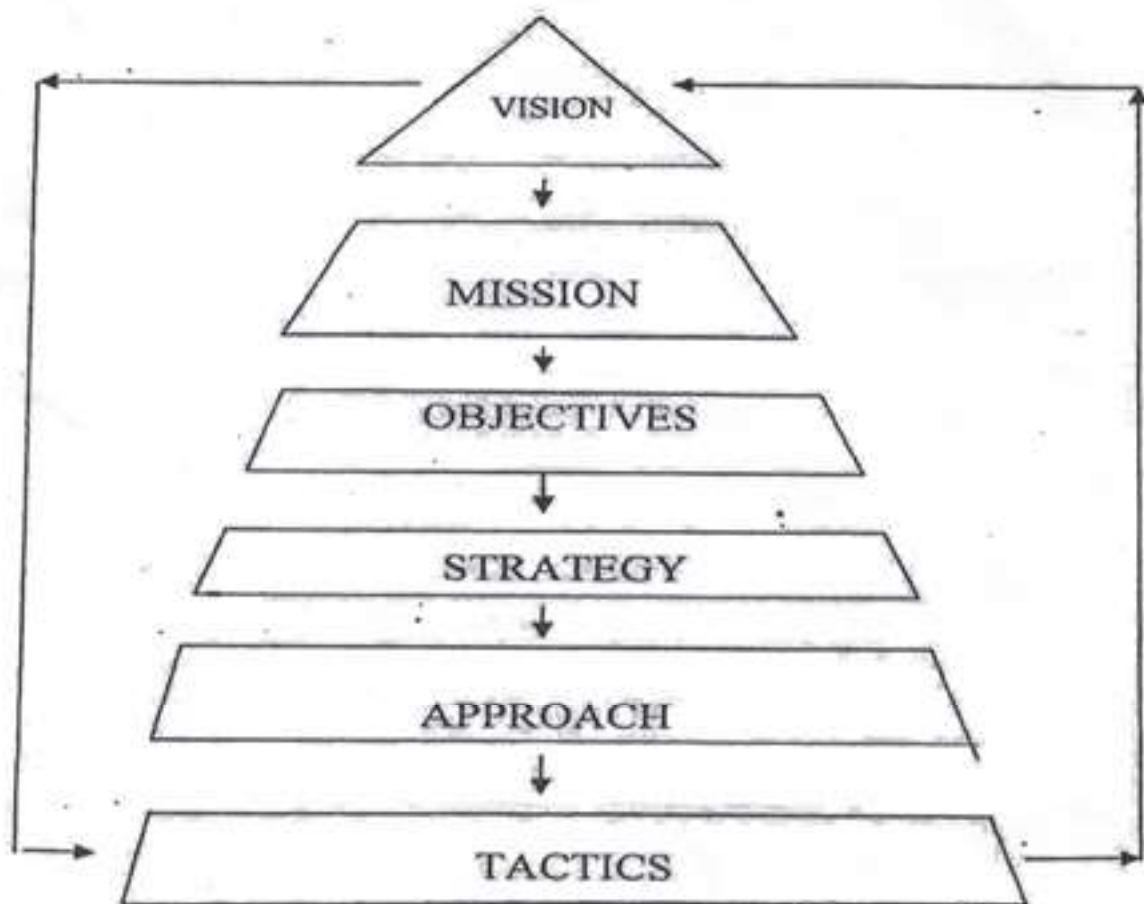 VISION
MISSION
OBJECTIVES
STRATEGY
APPROACH
TACTICS